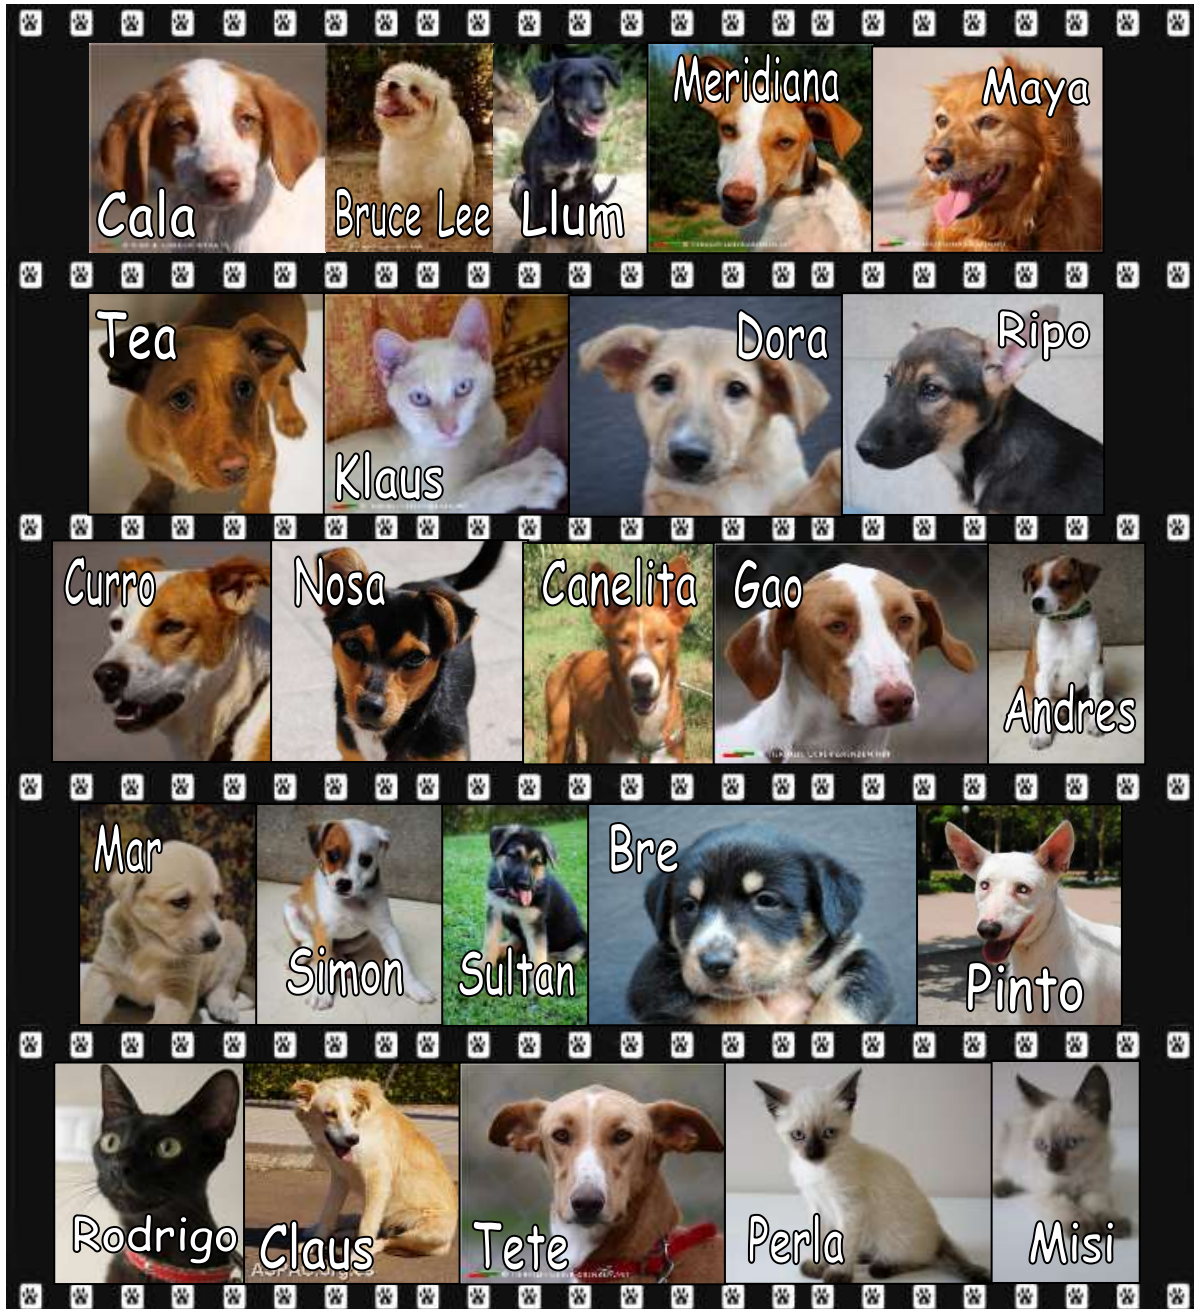 Cala
Bruce Lee
Llum
Meridiana
Maya
Tea
Klaus
Dora
Ripo
Curro
Nosa
Canelita
Gao
Andres
Mar
Simon
Sultan
Bre
Pinto
Rodrigo
Claus
Tete
Perla
Misi